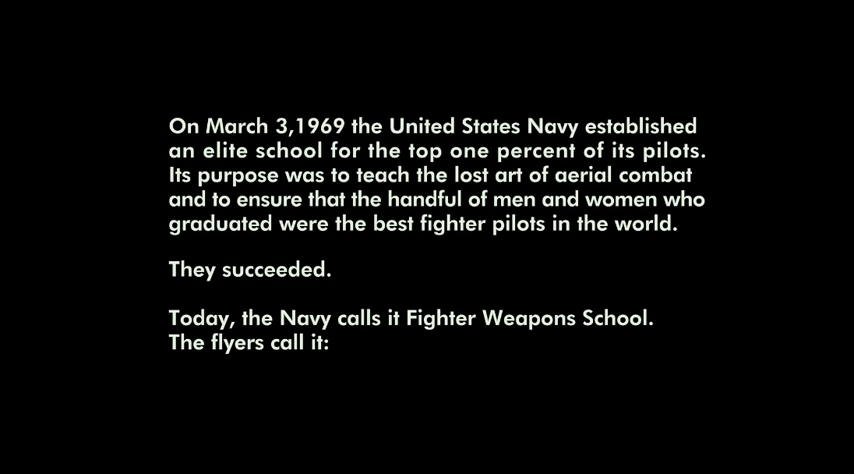 On March 3,1969 the United States Navy established
an elite school for the top one percent of its pilots.
Its purpose was to teach the lost art of aerial combat
and to ensure that the handful of men and women who
graduated were the best fighter pilots in the world.
They succeeded.
Today, the Navy calls it Fighter Weapons School.
The flyers call it: